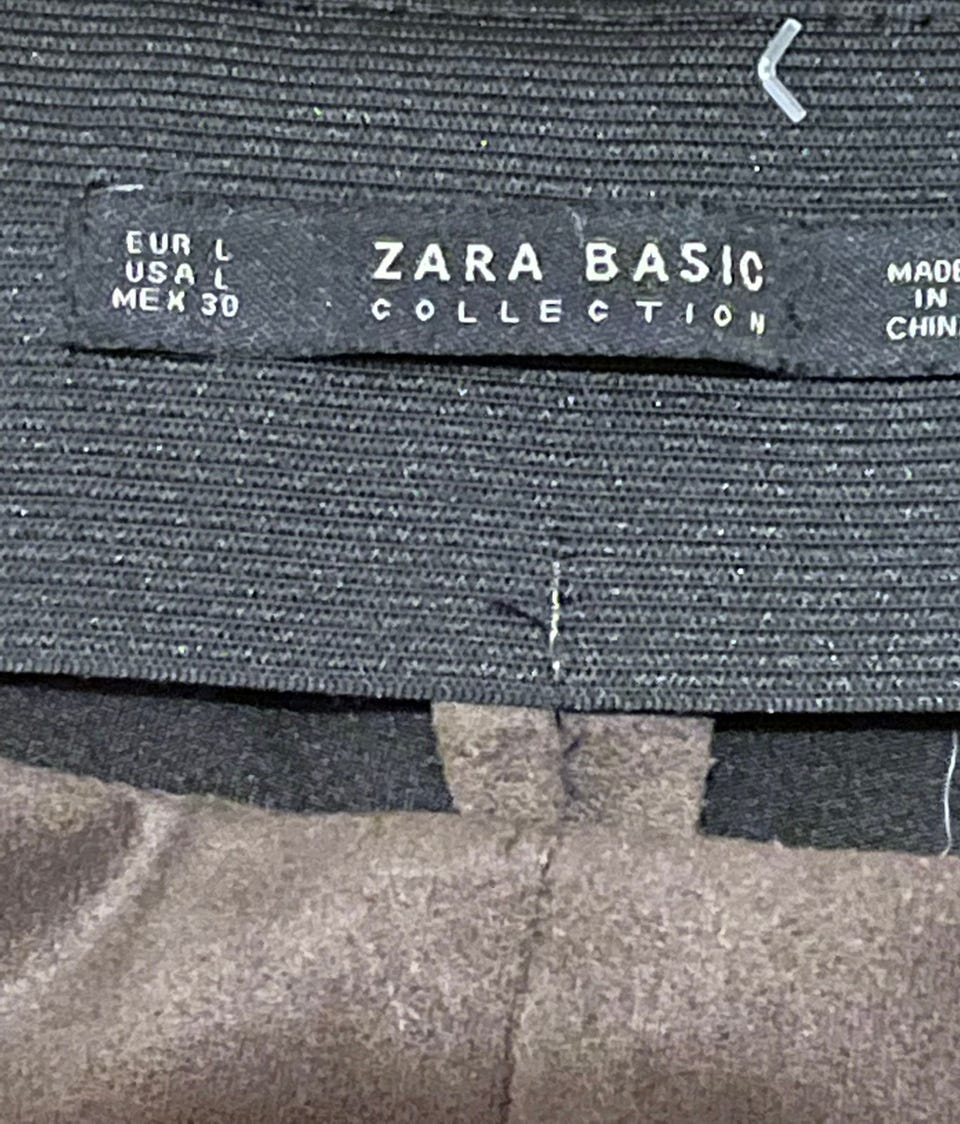 EUR L
USA L
MEX 30
ZARA BASIC
COLLECTION
MADE
IN
CHIN